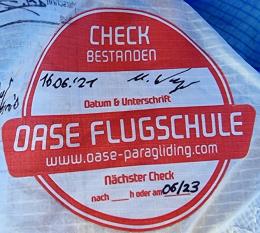 CHECK
BESTANDEN
16.06.'21
Datum & Unterschrift
OASE FLUGSCHULE
www.oase-paragliding.com
Nächster Check
nach ___ h oder am 06/23